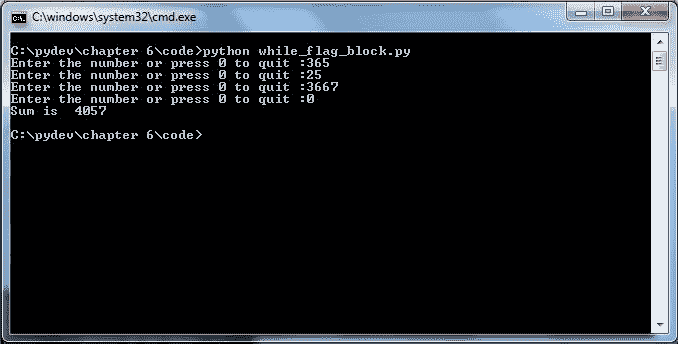 C:\windows\system32\cmd.exe
C:\pydev\chapter 6\code>python while_flag_block.py
Enter the number or press 0 to quit :365
Enter the number or press 0 to quit :25
Enter the number or press 0 to quit :3667
Enter the number or press 0 to quit :0
Sum is  4057
C:\pydev\chapter 6\code>